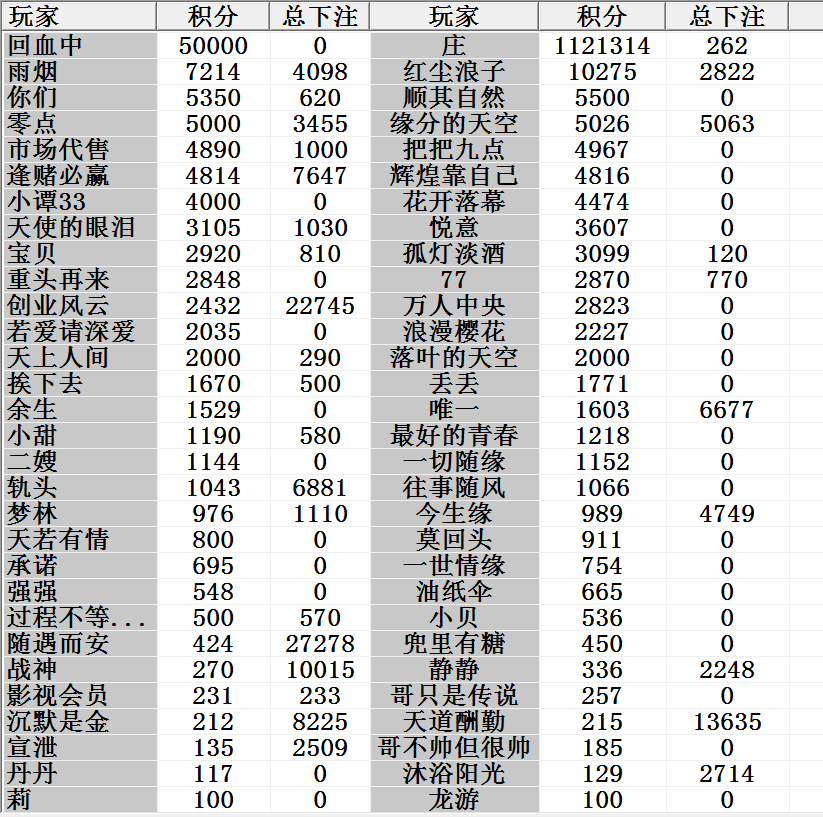 玩家 积分 总下注 玩家 积分 总下注
回血中 50000 0 庄 1121314 262
雨烟 7214 4098 红尘浪子 10275 2822
你们 5350 620 顺其自然 5500 0
零点 5000 3455 缘分的天空 5026 5063
市场代售 4890 1000 把把九点 4967 0
逢赌必赢 4814 7647 辉煌靠自己 4816 0
小谭33 4000 0 花开落幕 4474 0
天使的眼泪 3105 1030 悦意 3607 0
宝贝 2920 810 孤灯淡酒 3099 120
重头再来 2848 0 77 2870 770
创业风云 2432 22745 万人中央 2823 0
若爱请深爱 2035 0 浪漫樱花 2227 0
天上人间 2000 290 落叶的天空 2000 0
挨下去 1670 500 丢丢 1771 0
余生 1529 0 唯一 1603 6677
小甜 1190 580 最好的青春 1218 0
二嫂 1144 0 一切随缘 1152 0
轨头 1043 6881 往事随风 1066 0
梦林 976 1110 今生缘 989 4749
天若有情 800 0 莫回头 911 0
承诺 695 0 一世情缘 754 0
强强 548 0 油纸伞 665 0
过程不等... 500 570 小贝 536 0
随遇而安 424 27278 兜里有糖 450 0
战神 270 10015 静静 336 2248
影视会员 231 233 哥只是传说 257 0
沉默是金 212 8225 天道酬勤 215 13635
宣泄 135 2509 哥不帅但很帅 185 0
丹丹 117 0 沐浴阳光 129 2714
莉 100 0 龙游 100 0